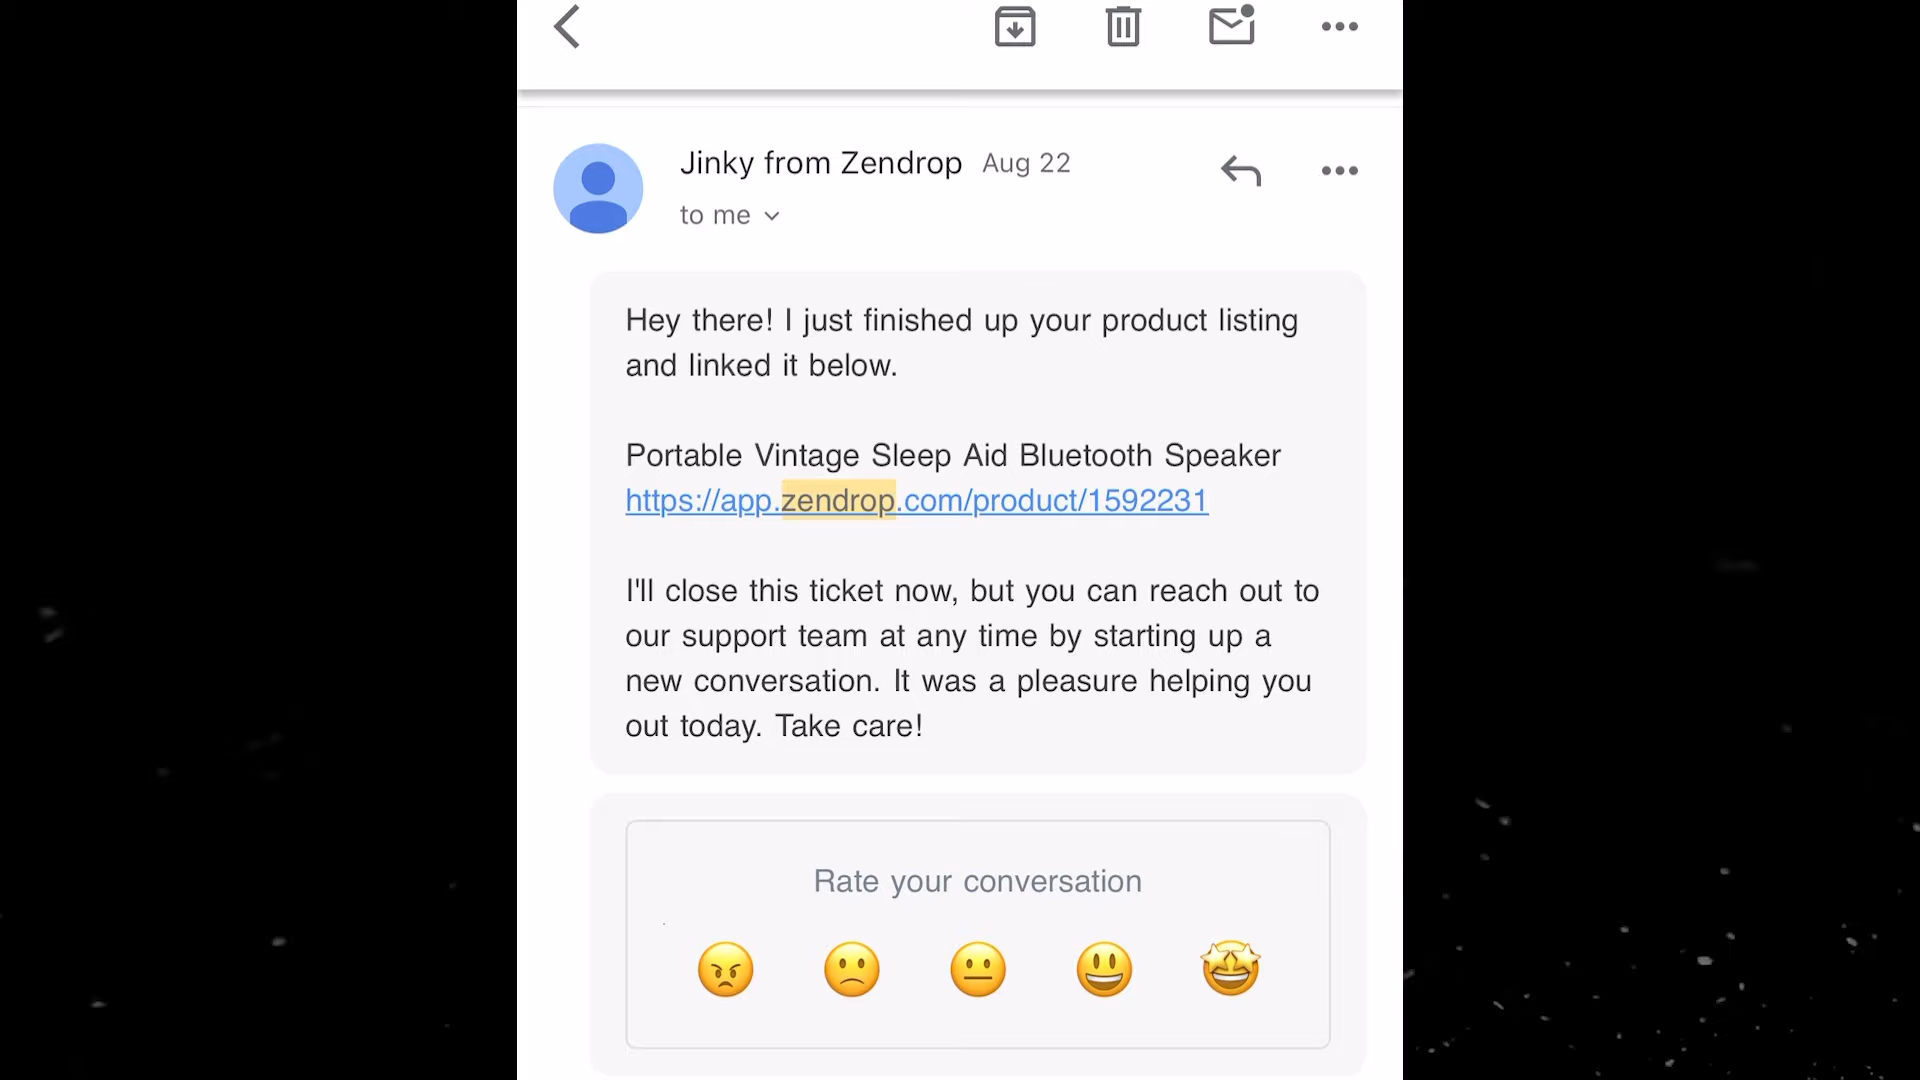 Jinky from Zendrop Aug 22
to me
Hey there! I just finished up your product listing
and linked it below.
Portable Vintage Sleep Aid Bluetooth Speaker
https://app.zendrop.com/product/1592231
I'll close this ticket now, but you can reach out to
our support team at any time by starting up a
new conversation. It was a pleasure helping you
out today. Take care!
Rate your conversation